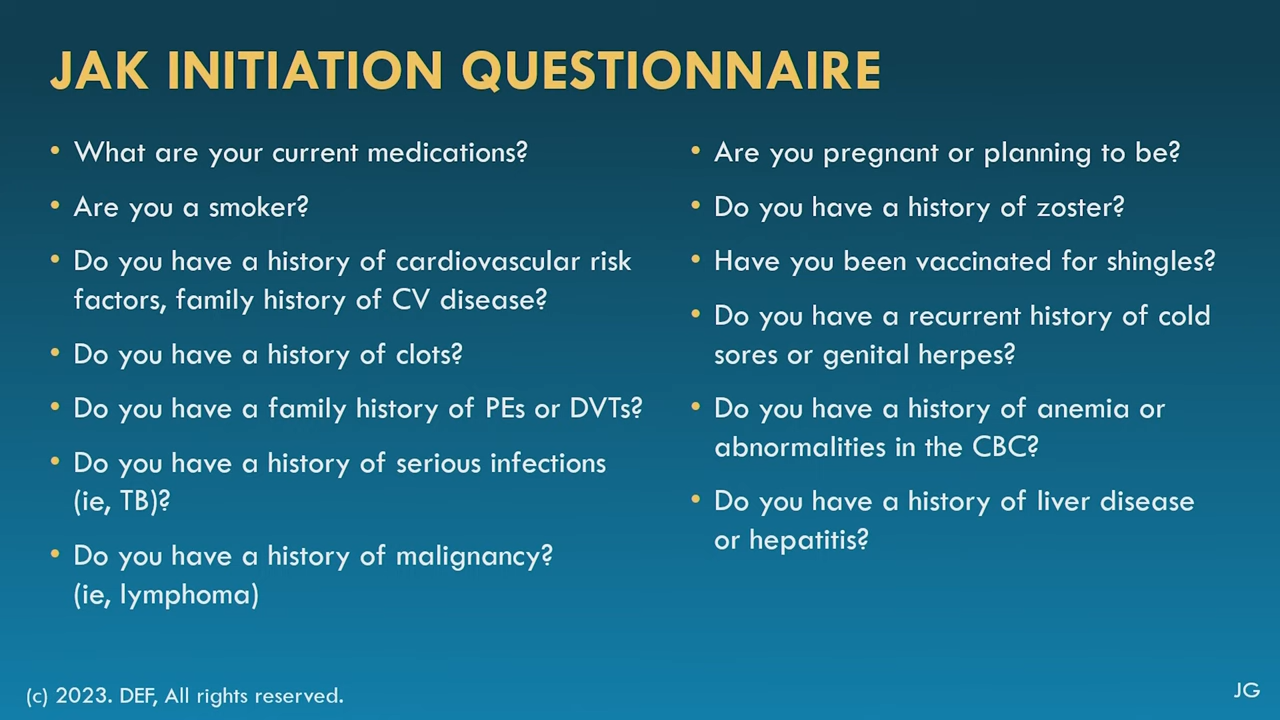 JAK INITIATION QUESTIONNAIRE
• What are your current medications?
• Are you a smoker?
• Do you have a history of cardiovascular risk
factors, family history of CV disease?
• Do you have a history of clots?
• Do you have a family history of PEs or DVTs?
• Do you have a history of serious infections
(ie, TB)?
• Do you have a history of malignancy?
(ie, lymphoma)
• Are you pregnant or planning to be?
• Do you have a history of zoster?
• Have you been vaccinated for shingles?
• Do you have a recurrent history of cold
sores or genital herpes?
• Do you have a history of anemia or
abnormalities in the CBC?
• Do you have a history of liver disease
or hepatitis?
(c) 2023. DEF, All rights reserved.
JG